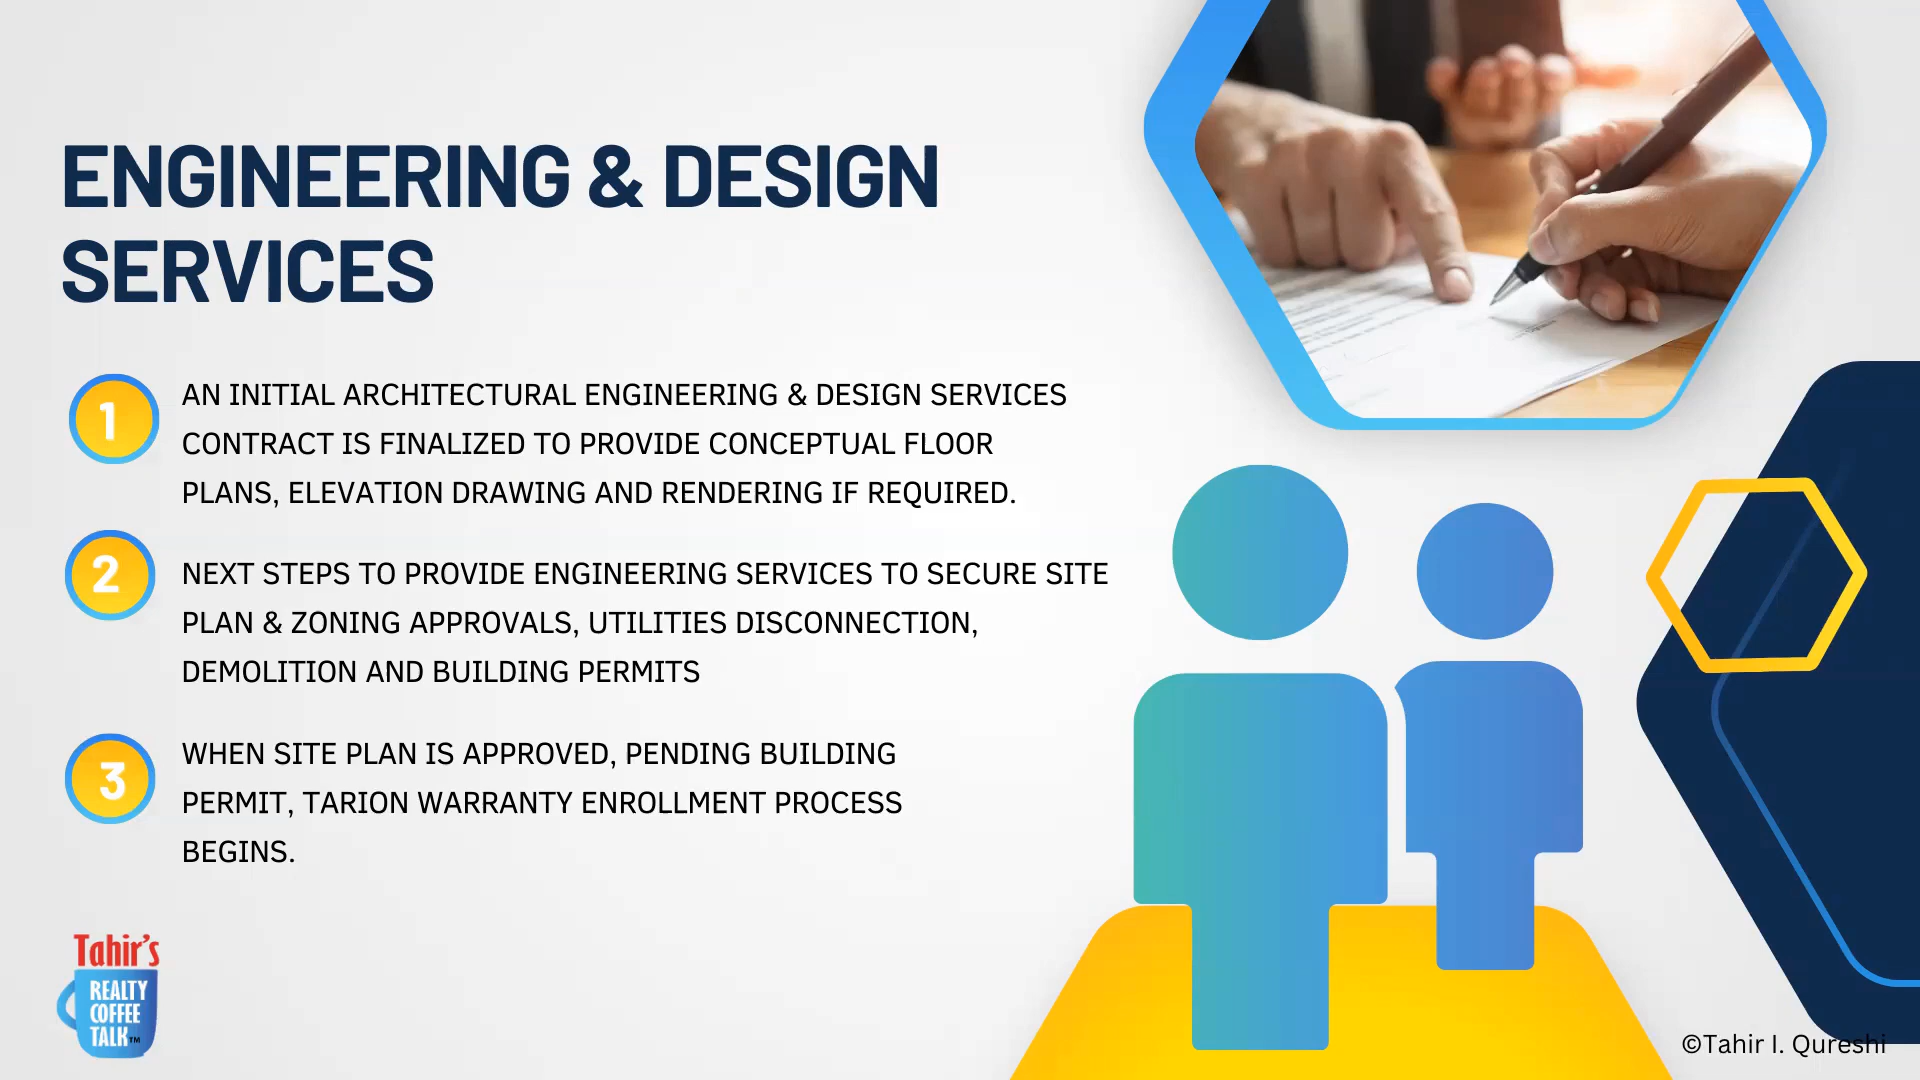 ENGINEERING & DESIGN
SERVICES
1
AN INITIAL ARCHITECTURAL ENGINEERING & DESIGN SERVICES
CONTRACT IS FINALIZED TO PROVIDE CONCEPTUAL FLOOR
PLANS, ELEVATION DRAWING AND RENDERING IF REQUIRED.
2
NEXT STEPS TO PROVIDE ENGINEERING SERVICES TO SECURE SITE
PLAN & ZONING APPROVALS, UTILITIES DISCONNECTION,
DEMOLITION AND BUILDING PERMITS
3
WHEN SITE PLAN IS APPROVED, PENDING BUILDING
PERMIT, TARION WARRANTY ENROLLMENT PROCESS
BEGINS.
Tahir's
REALTY
COFFEE
TALK™
©Tahir I. Qureshi